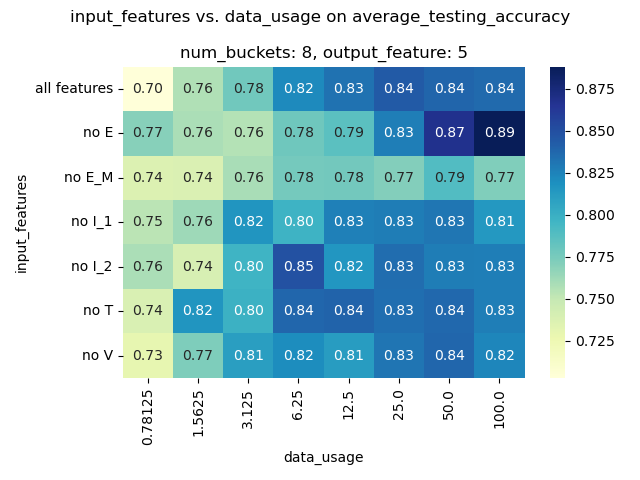 input_features vs. data_usage on average_testing_accuracy
num_buckets: 8, output_feature: 5
all features 0.70 0.76 0.78 0.82 0.83 0.84 0.84 0.84
no E 0.77 0.76 0.76 0.78 0.79 0.83 0.87 0.89
no E_M 0.74 0.74 0.76 0.78 0.78 0.77 0.79 0.77
no I_1 0.75 0.76 0.82 0.80 0.83 0.83 0.83 0.81
no I_2 0.76 0.74 0.80 0.85 0.82 0.83 0.83 0.83
no T 0.74 0.82 0.80 0.84 0.84 0.83 0.84 0.83
no V 0.73 0.77 0.81 0.82 0.81 0.83 0.84 0.82
0.78125 1.5625 3.125 6.25 12.5 25.0 50.0 100.0
data_usage
input_features
0.875
0.850
0.825
0.800
0.775
0.750
0.725